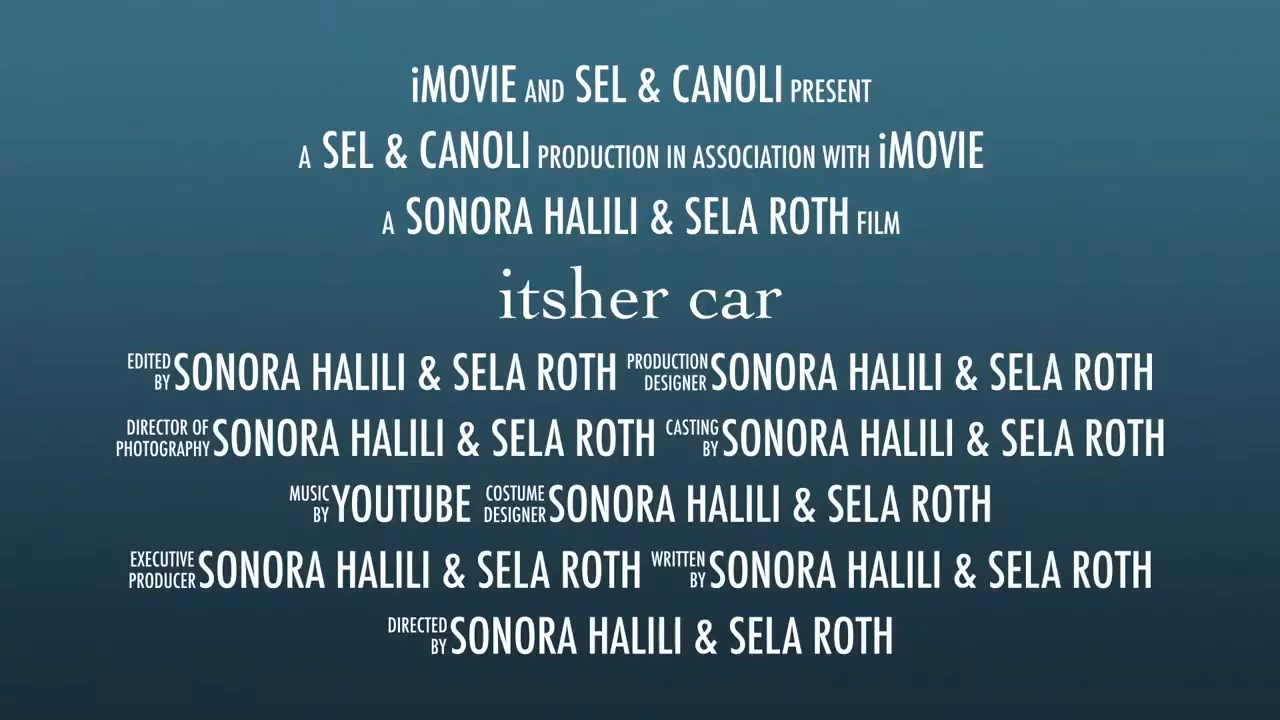 iMOVIE AND SEL & CANOLI PRESENT
A SEL & CANOLI PRODUCTION IN ASSOCIATION WITH iMOVIE
A SONORA HALILI & SELA ROTH FILM
itsher car
EDITED BY SONORA HALILI & SELA ROTH PRODUCTION DESIGNER SONORA HALILI & SELA ROTH
DIRECTOR OF PHOTOGRAPHY SONORA HALILI & SELA ROTH CASTING BY SONORA HALILI & SELA ROTH
MUSIC BY YOUTUBE COSTUME DESIGNER SONORA HALILI & SELA ROTH
EXECUTIVE PRODUCER SONORA HALILI & SELA ROTH WRITTEN BY SONORA HALILI & SELA ROTH
DIRECTED BY SONORA HALILI & SELA ROTH